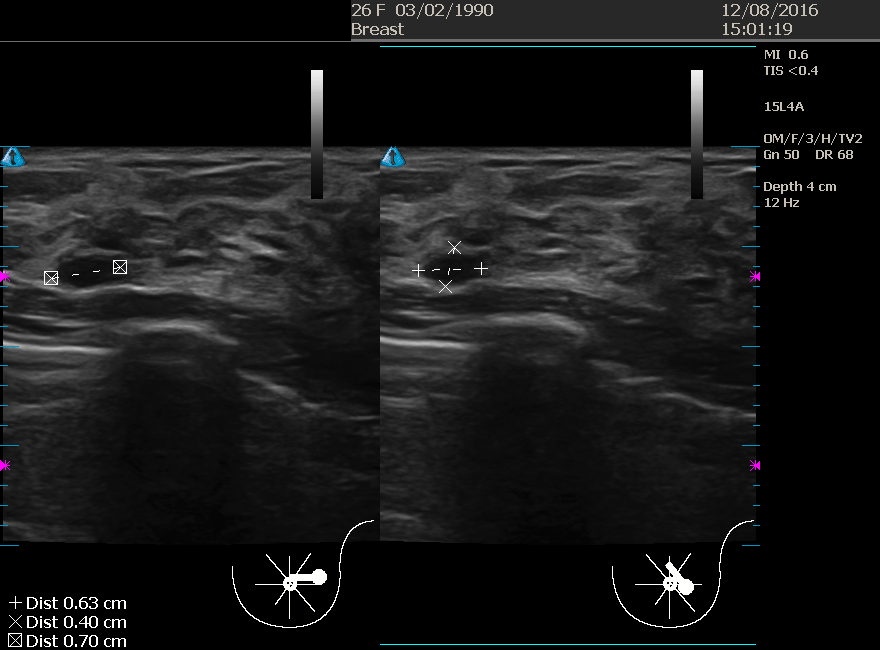 26 F 03/02/1990 12/08/2016
Breast 15:01:19
MI 0.6
TIS <0.4
15L4A
OM/F/3/H/TV2
Gn 50 DR 68
Depth 4 cm
12 Hz
Dist 0.63 cm
Dist 0.40 cm
Dist 0.70 cm